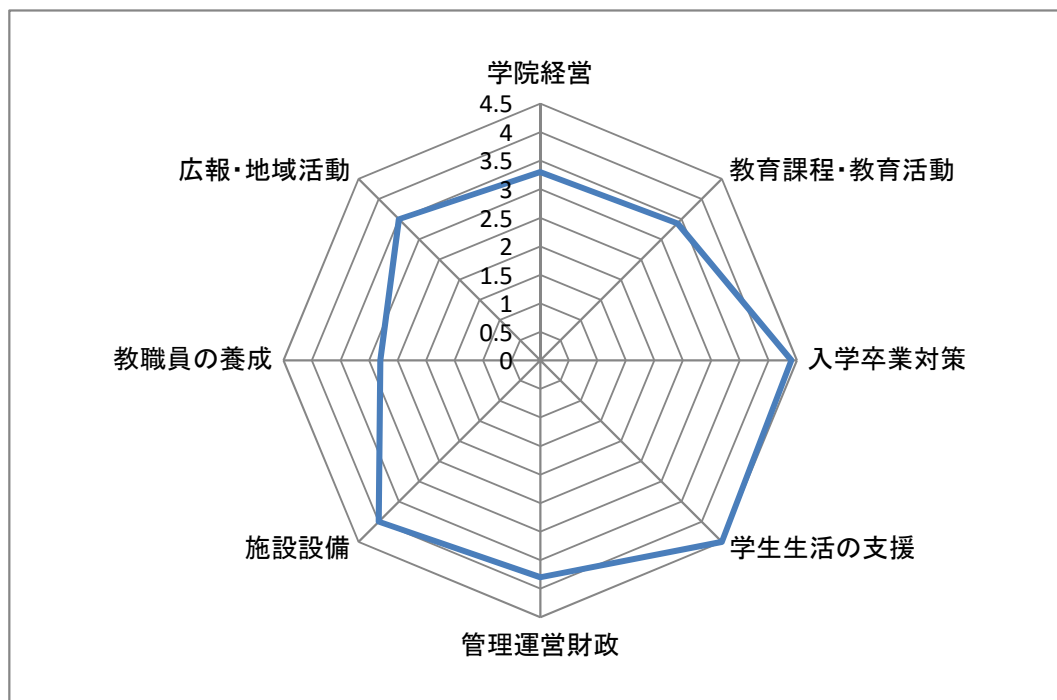 学院経営
4.5
4
3.5
3
2.5
2
1.5
1
0.5
0
教育課程・教育活動
入学卒業対策
学生生活の支援
管理運営財政
施設設備
教職員の養成
広報・地域活動